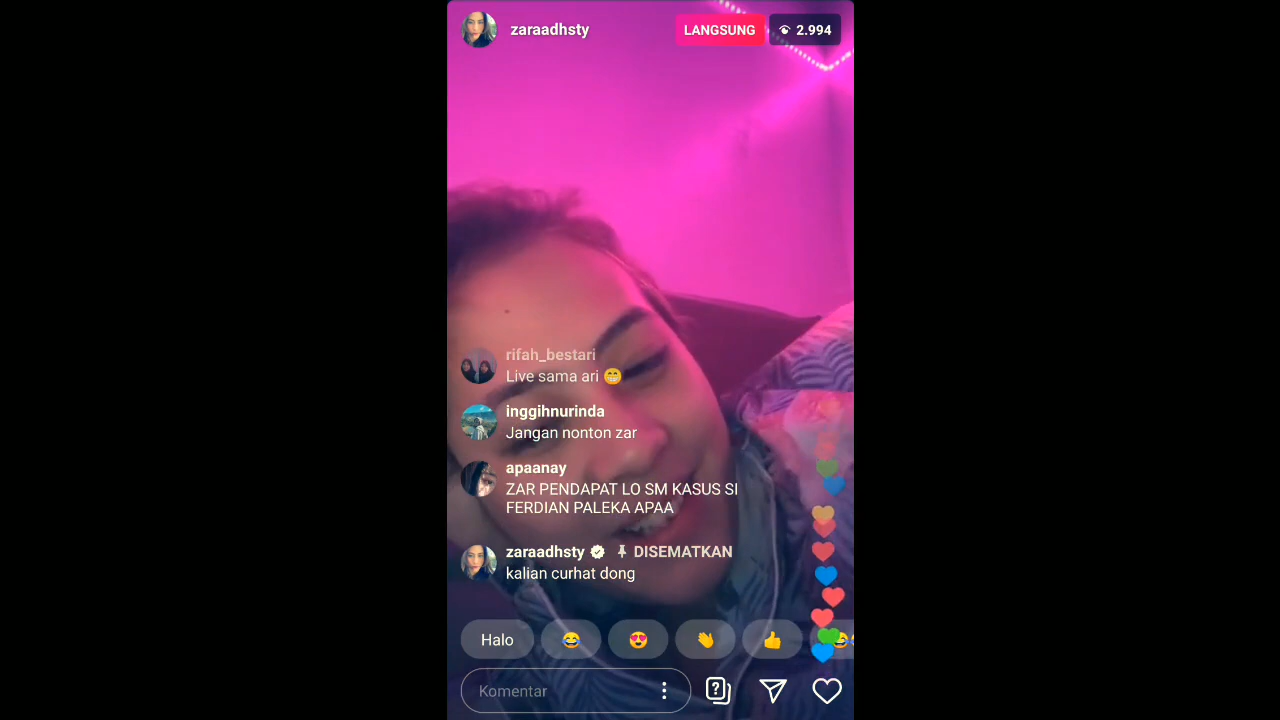 zaraadhsty
LANGSUNG
2.994
rifah_bestari
Live sama ari 😁
inggihnurinda
Jangan nonton zar
apaanay
ZAR PENDAPAT LO SM KASUS SI
FERDIAN PALEKA APAA
zaraadhsty DISEMATKAN
kalian curhat dong
Halo 😂 😍 👋 👍 😂
Komentar